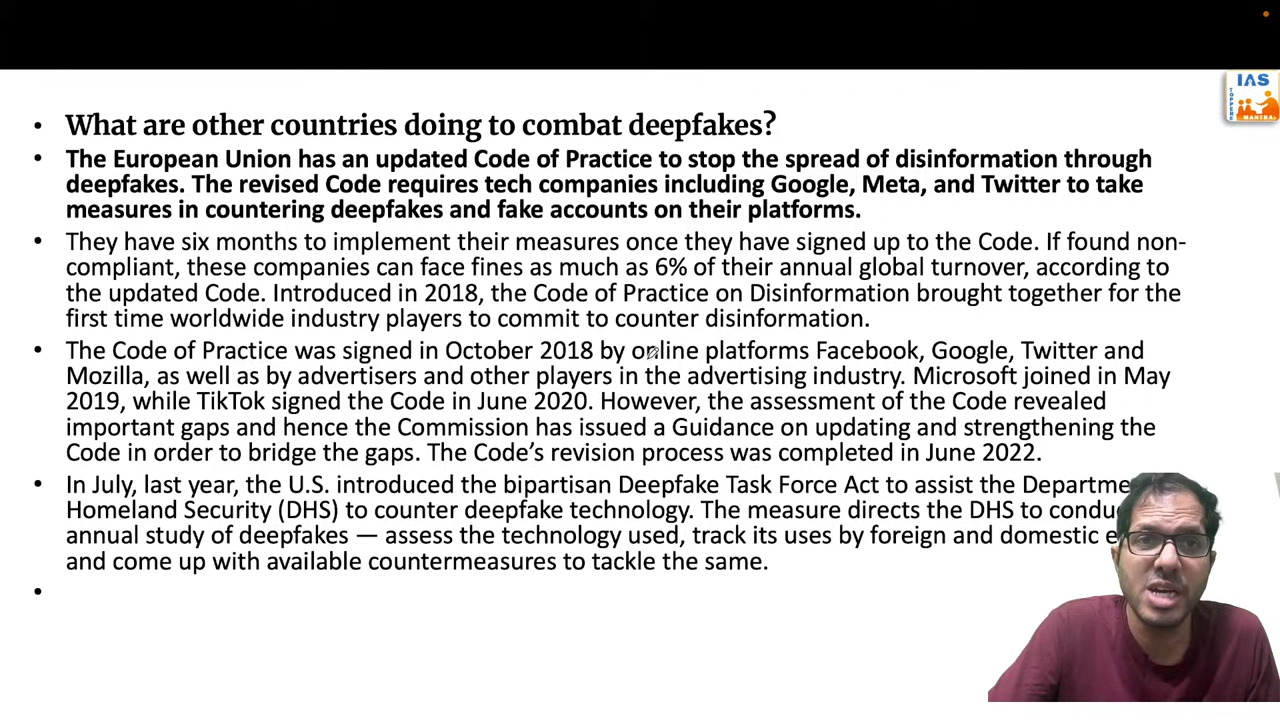 IAS
TOPPERS
MANTRA
• What are other countries doing to combat deepfakes?
• The European Union has an updated Code of Practice to stop the spread of disinformation through
deepfakes. The revised Code requires tech companies including Google, Meta, and Twitter to take
measures in countering deepfakes and fake accounts on their platforms.
• They have six months to implement their measures once they have signed up to the Code. If found non-
compliant, these companies can face fines as much as 6% of their annual global turnover, according to
the updated Code. Introduced in 2018, the Code of Practice on Disinformation brought together for the
first time worldwide industry players to commit to counter disinformation.
• The Code of Practice was signed in October 2018 by online platforms Facebook, Google, Twitter and
Mozilla, as well as by advertisers and other players in the advertising industry. Microsoft joined in May
2019, while TikTok signed the Code in June 2020. However, the assessment of the Code revealed
important gaps and hence the Commission has issued a Guidance on updating and strengthening the
Code in order to bridge the gaps. The Code’s revision process was completed in June 2022.
• In July, last year, the U.S. introduced the bipartisan Deepfake Task Force Act to assist the
Homeland Security (DHS) to counter deepfake technology. The measure directs the DHS to
annual study of deepfakes — assess the technology used, track its uses by foreign and domestic
and come up with available countermeasures to tackle the same.
•